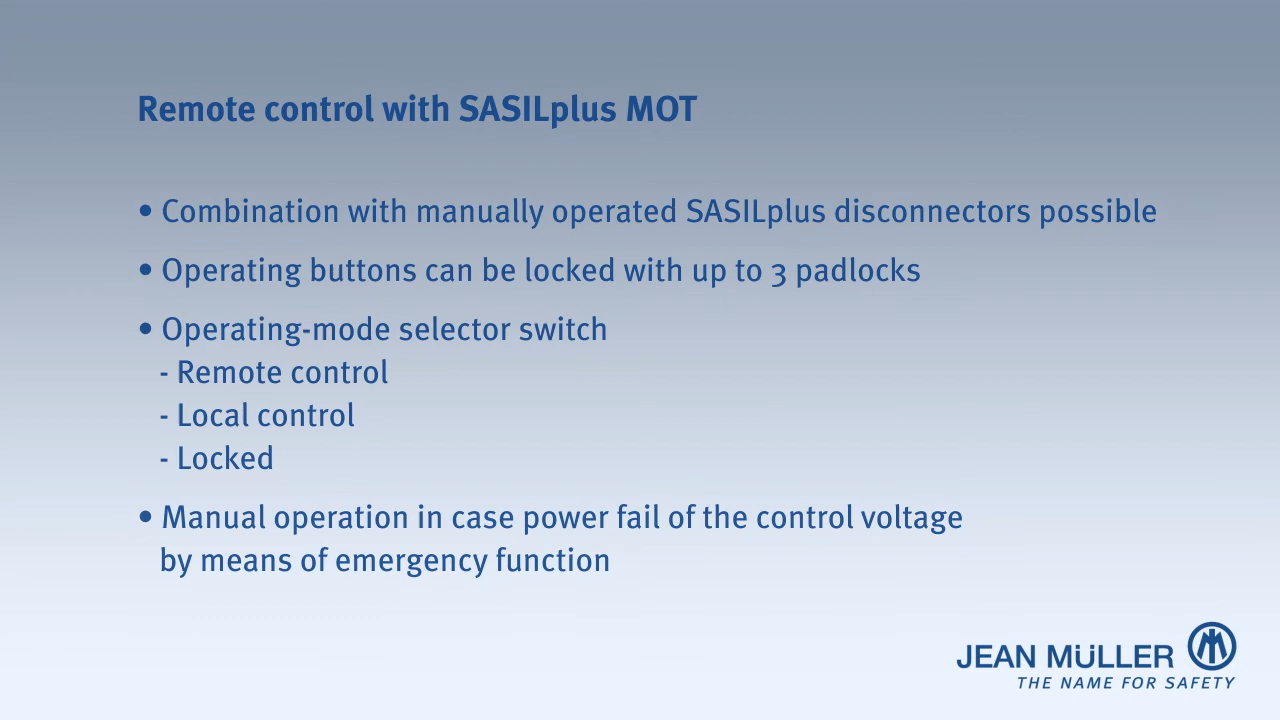 Remote control with SASILplus MOT
• Combination with manually operated SASILplus disconnectors possible
• Operating buttons can be locked with up to 3 padlocks
• Operating-mode selector switch
- Remote control
- Local control
- Locked
• Manual operation in case power fail of the control voltage
by means of emergency function
JEAN MÜLLER
THE NAME FOR SAFETY